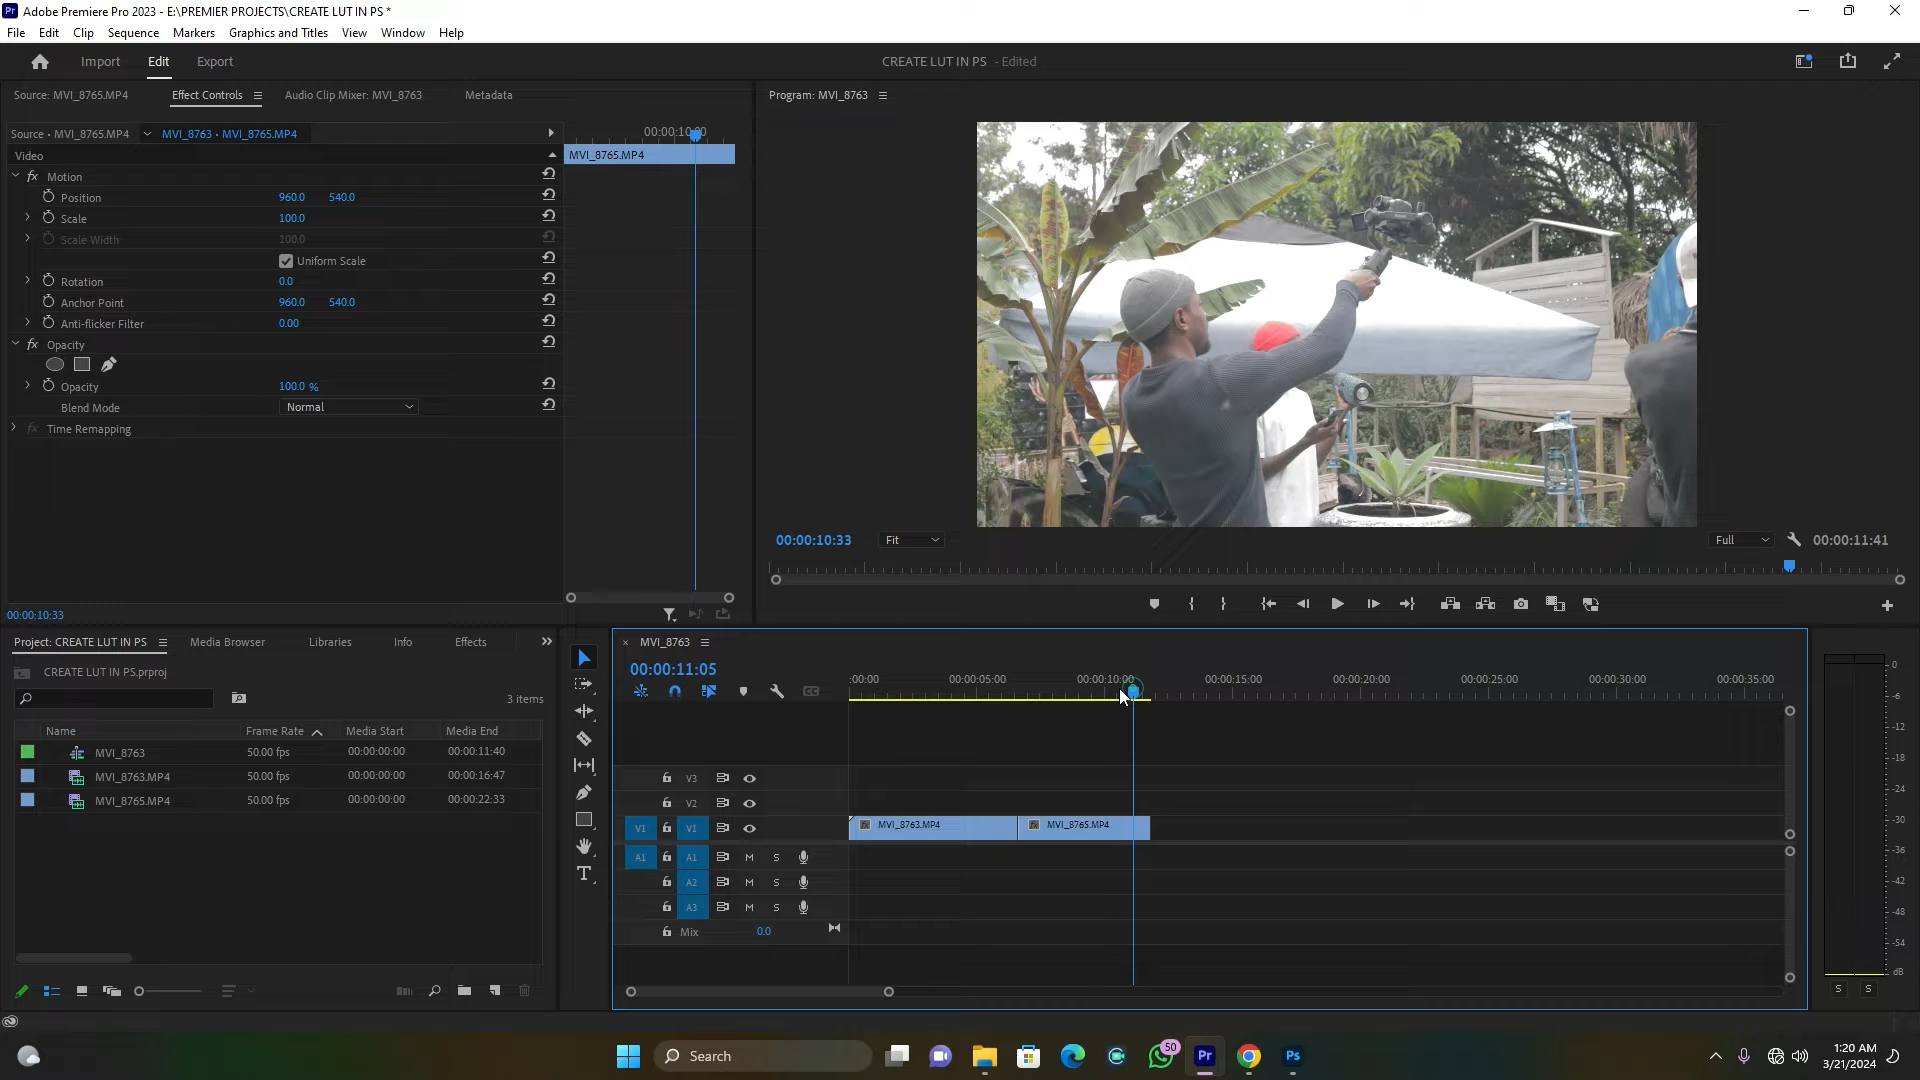 Adobe Premiere Pro 2023 - E:\PREMIER PROJECTS\CREATE LUT IN PS *
File Edit Clip Sequence Markers Graphics and Titles View Window Help
Import Edit Export
CREATE LUT IN PS - Edited
Source: MVI_8765.MP4 Effect Controls Audio Clip Mixer: MVI_8763 Metadata
Source • MVI_8765.MP4 MVI_8763 • MVI_8765.MP4
00:00:10:00
Video
MVI_8765.MP4
fx Motion
Position 960.0 540.0
Scale 100.0
Scale Width 100.0
Uniform Scale
Rotation 0.0
Anchor Point 960.0 540.0
Anti-flicker Filter 0.00
fx Opacity
Opacity 100.0 %
Blend Mode Normal
fx Time Remapping
00:00:10:33
Program: MVI_8763
00:00:10:33 Fit Full 00:00:11:41
Project: CREATE LUT IN PS Media Browser Libraries Info Effects
CREATE LUT IN PS.prproj
3 items
Name Frame Rate Media Start Media End
MVI_8763 50.00 fps 00:00:00:00 00:00:11:40
MVI_8763.MP4 50.00 fps 00:00:00:00 00:00:16:47
MVI_8765.MP4 50.00 fps 00:00:00:00 00:00:22:33
MVI_8763
00:00:11:05
:00:00 00:00:05:00 00:00:10:00 00:00:15:00 00:00:20:00 00:00:25:00 00:00:30:00 00:00:35:00
V3
V2
V1 V1 fx MVI_8763.MP4 fx MVI_8765.MP4
A1 A1 M S
A2 M S
A3 M S
Mix 0.0
0
-6
-12
-18
-24
-30
-36
-42
-48
-54
dB
S S
Search
50
Pr
Ps
1:20 AM
3/21/2024